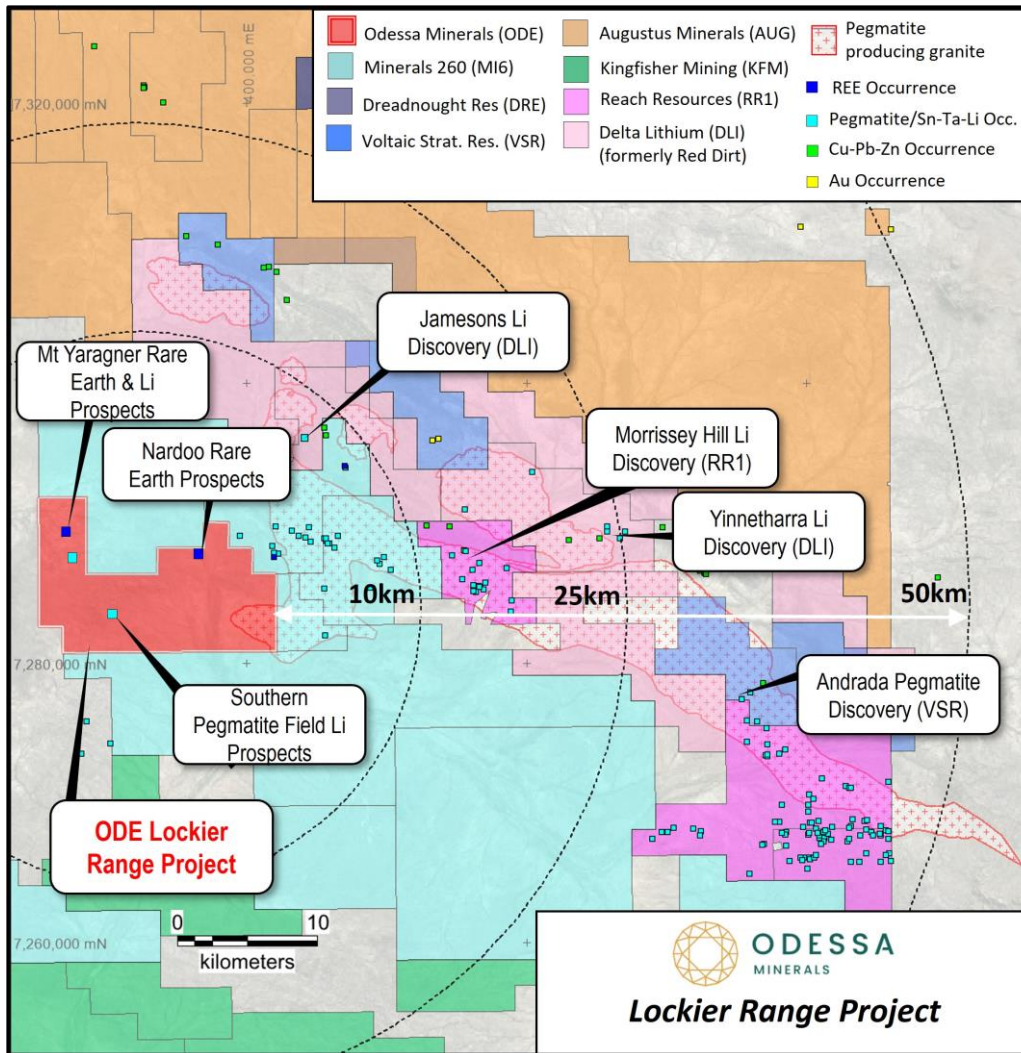 Odessa Minerals (ODE)
Minerals 260 (MI6)
Dreadnought Res (DRE)
Voltaic Strat. Res. (VSR)
Augustus Minerals (AUG)
Kingfisher Mining (KFM)
Reach Resources (RR1)
Delta Lithium (DLI)
(formerly Red Dirt)
Pegmatite
producing granite
REE Occurrence
Pegmatite/Sn-Ta-Li Occ.
Cu-Pb-Zn Occurrence
Au Occurrence
400,000 mE
7,320,000 mN
Jamesons Li
Discovery (DLI)
Mt Yaragner Rare
Earth & Li
Prospects
Nardoo Rare
Earth Prospects
Morrissey Hill Li
Discovery (RR1)
Yinnetharra Li
Discovery (DLI)
10km
25km
50km
7,280,000 mN
Southern
Pegmatite Field Li
Prospects
Andrada Pegmatite
Discovery (VSR)
ODE Lockier
Range Project
0
10
kilometers
7,260,000 mN
ODESSA
MINERALS
Lockier Range Project